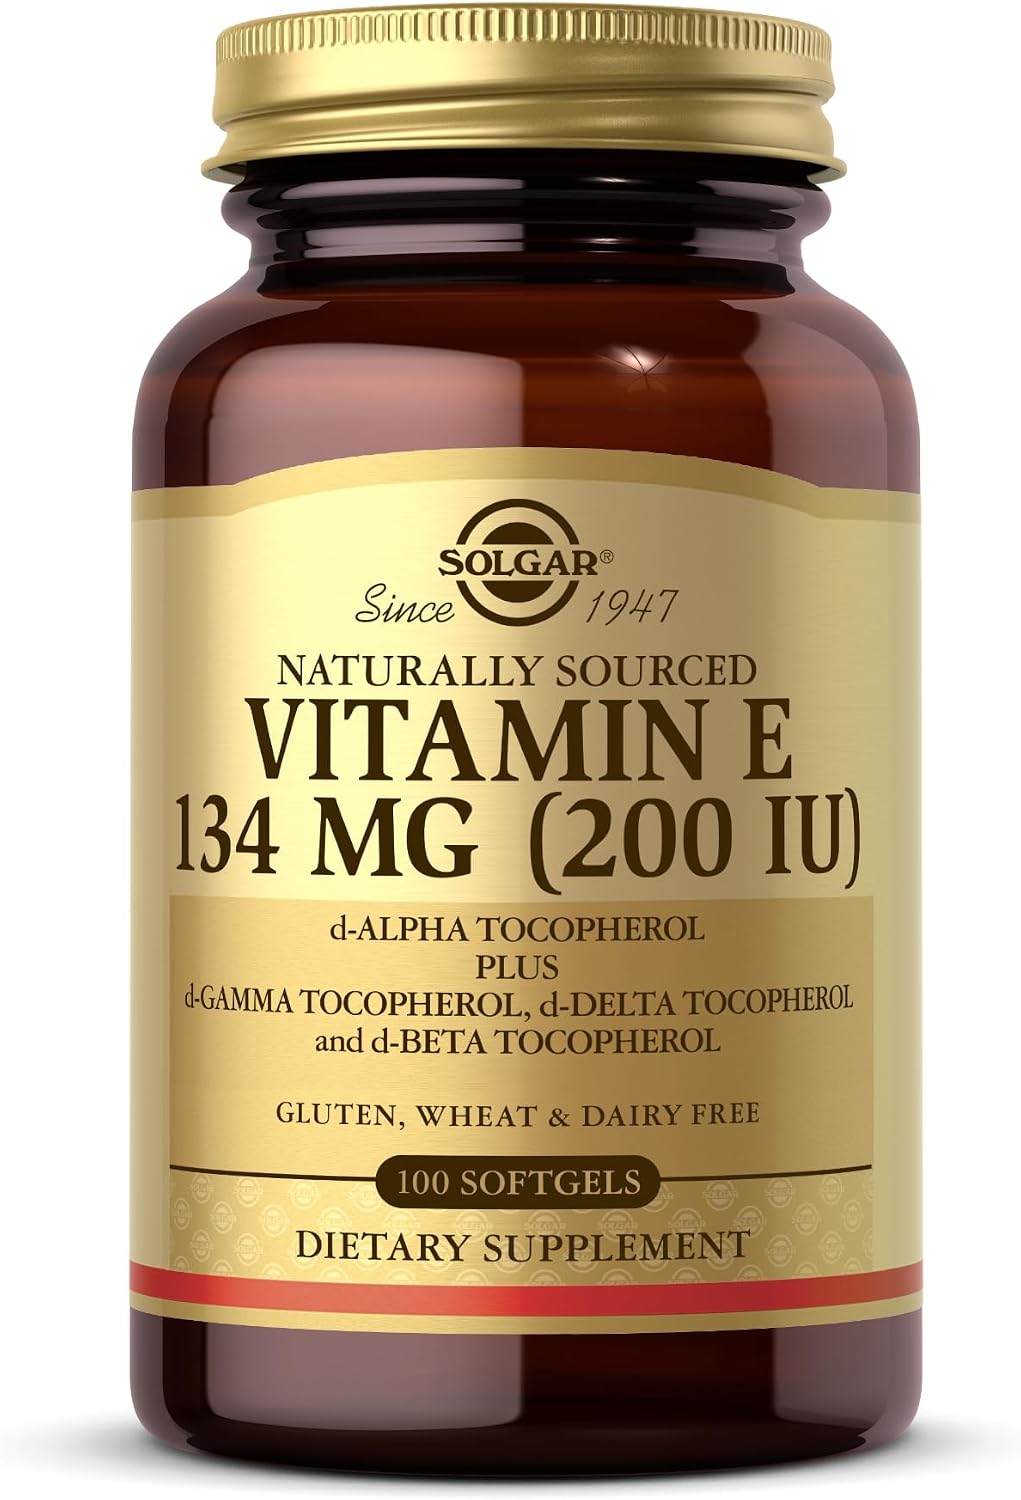 SOLGAR®
Since 1947
NATURALLY SOURCED
VITAMIN E
134 MG (200 IU)
d-ALPHA TOCOPHEROL
PLUS
d-GAMMA TOCOPHEROL, d-DELTA TOCOPHEROL
and d-BETA TOCOPHEROL
GLUTEN, WHEAT & DAIRY FREE
100 SOFTGELS
DIETARY SUPPLEMENT